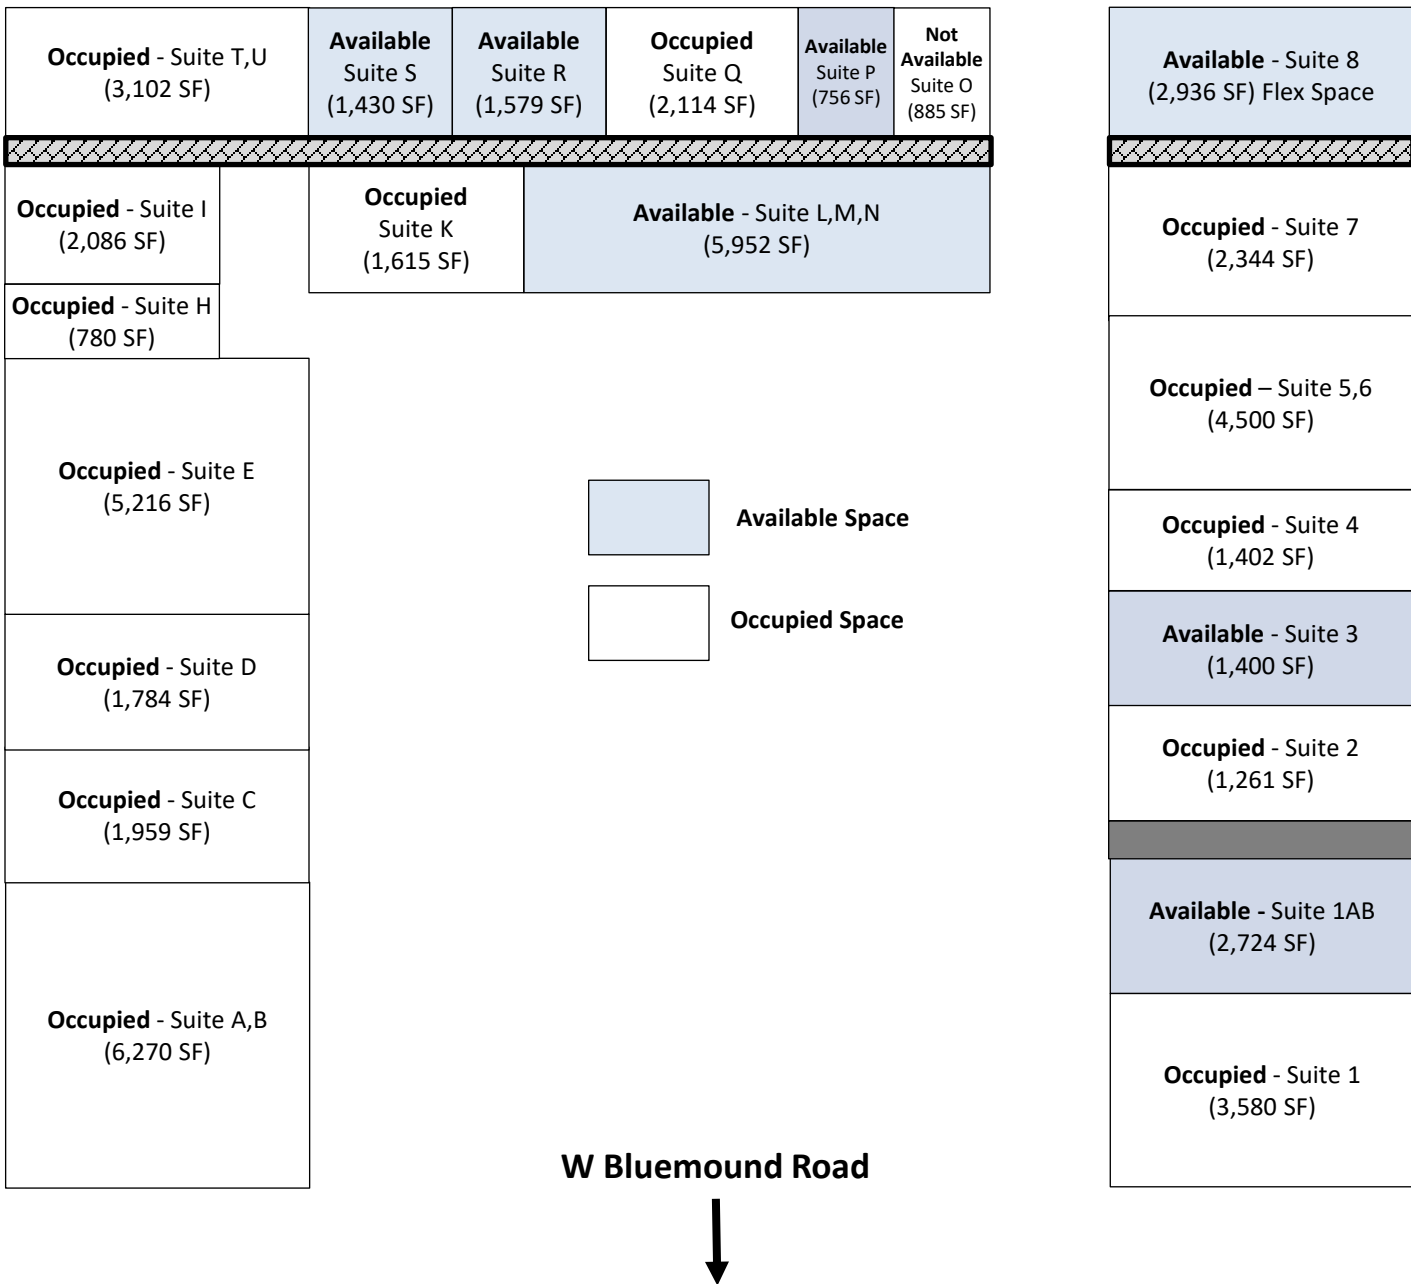 Occupied - Suite T,U
(3,102 SF)
Available
Suite S
(1,430 SF)
Available
Suite R
(1,579 SF)
Occupied
Suite Q
(2,114 SF)
Available
Suite P
(756 SF)
Not
Available
Suite O
(885 SF)
Available - Suite 8
(2,936 SF) Flex Space
Occupied - Suite I
(2,086 SF)
Occupied
Suite K
(1,615 SF)
Available - Suite L,M,N
(5,952 SF)
Occupied - Suite 7
(2,344 SF)
Occupied - Suite H
(780 SF)
Occupied – Suite 5,6
(4,500 SF)
Occupied - Suite E
(5,216 SF)
Available Space
Occupied Space
Occupied - Suite 4
(1,402 SF)
Available - Suite 3
(1,400 SF)
Occupied - Suite D
(1,784 SF)
Occupied - Suite 2
(1,261 SF)
Occupied - Suite C
(1,959 SF)
Available - Suite 1AB
(2,724 SF)
Occupied - Suite A,B
(6,270 SF)
Occupied - Suite 1
(3,580 SF)
W Bluemound Road